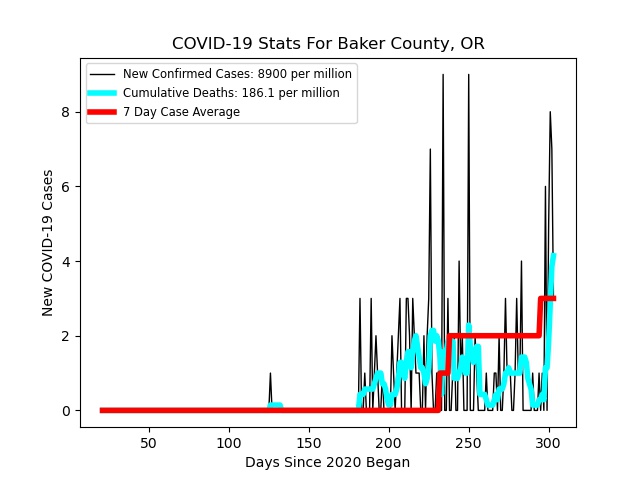 COVID-19 Stats For Baker County, OR
New Confirmed Cases: 8900 per million
Cumulative Deaths: 186.1 per million
7 Day Case Average
New COVID-19 Cases
8
6
4
2
0
50 100 150 200 250 300
Days Since 2020 Began